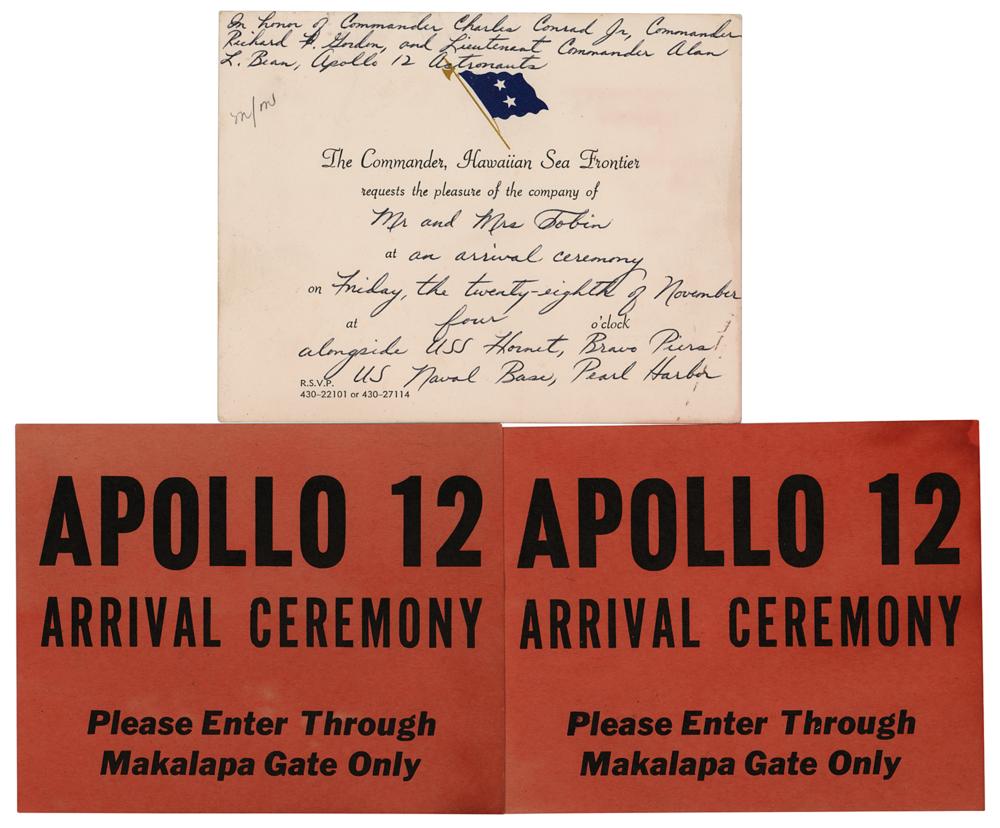 In honor of Commander Charles Conrad Jr, Commander
Richard F. Gordon, and Lieutenant Commander Alan
L. Bean, Apollo 12 Astronauts
m/m
The Commander, Hawaiian Sea Frontier
requests the pleasure of the company of
Mr and Mrs Tobin
at an arrival ceremony
on Friday, the twenty-eighth of November
at four o'clock
alongside USS Hornet, Bravo Piers
US Naval Base, Pearl Harbor
R.S.V.P.
430-22101 or 430-27114
APOLLO 12
ARRIVAL CEREMONY
Please Enter Through
Makalapa Gate Only
APOLLO 12
ARRIVAL CEREMONY
Please Enter Through
Makalapa Gate Only